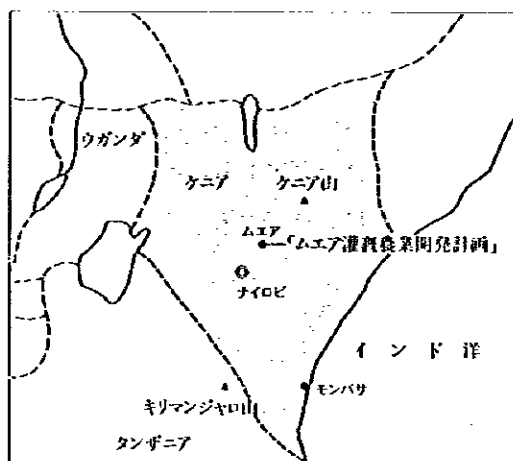 ウガンダ
ケニア
ケニア山
ムエア
「ムエア灌漑農業開発計画」
ナイロビ
インド洋
モンバサ
キリマンジャロ山
タンザニア